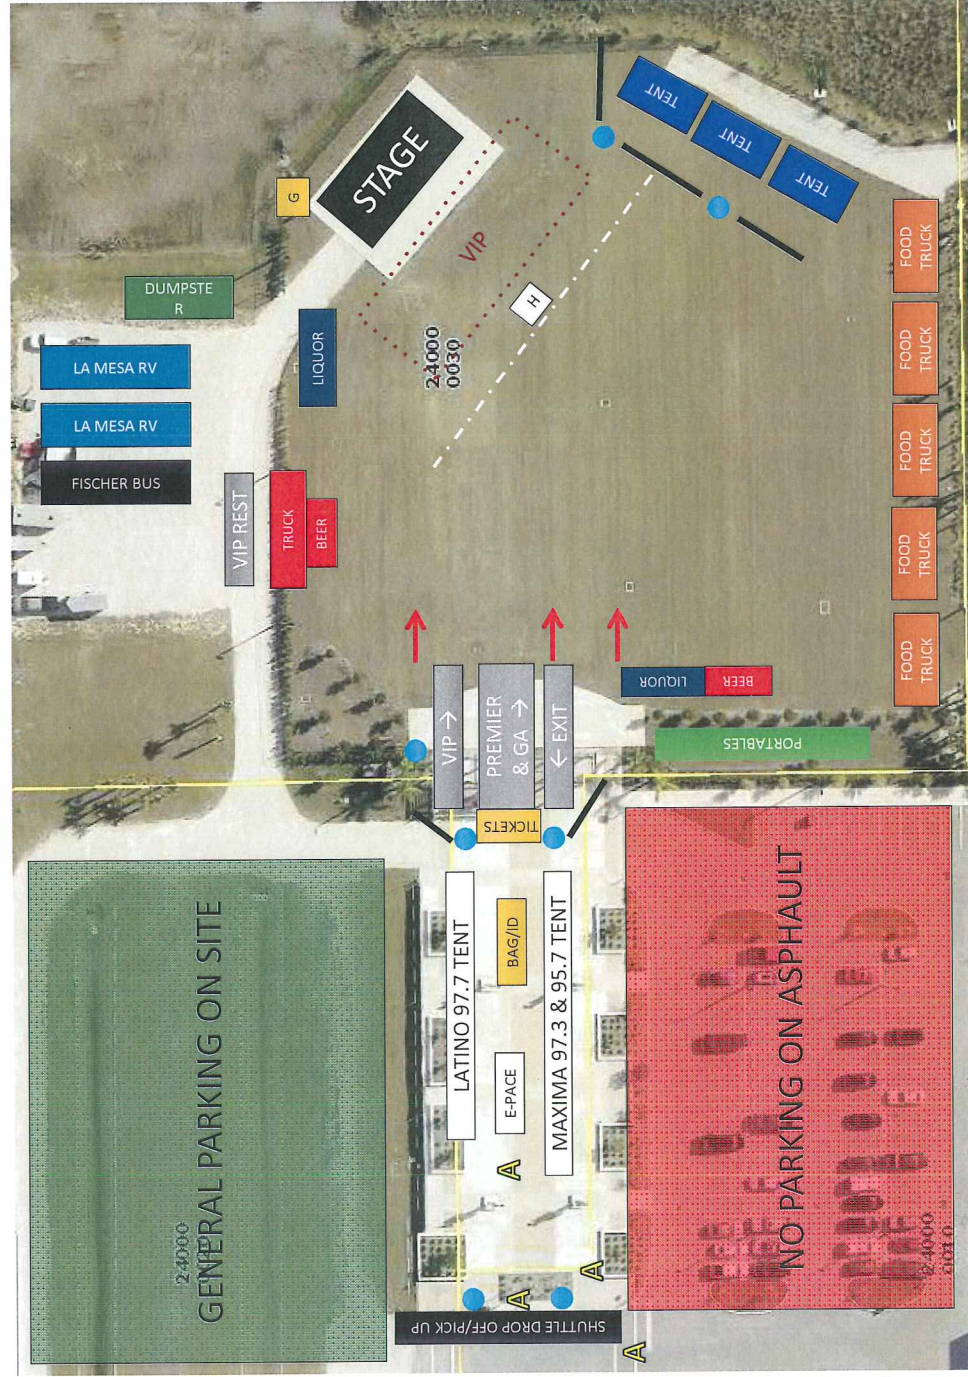 TENT
TENT
TENT
STAGE
G
VIP
DUMPSTE
R
FOOD
TRUCK
H
LA MESA RV
LIQUOR
24000
0030
FOOD
TRUCK
LA MESA RV
FISCHER BUS
FOOD
TRUCK
VIP REST
TRUCK
BEER
FOOD
TRUCK
FOOD
TRUCK
VIP →
PREMIER
& GA →
← EXIT
LIQUOR
BEER
PORTABLES
TICKETS
GENERAL PARKING ON SITE
24000
LATINO 97.7 TENT
BAG/ID
MAXIMA 97.3 & 95.7 TENT
E-PACE
NO PARKING ON ASPHAULT
24000
0010
A
A
A
A
SHUTTLE DROP OFF/PICK UP